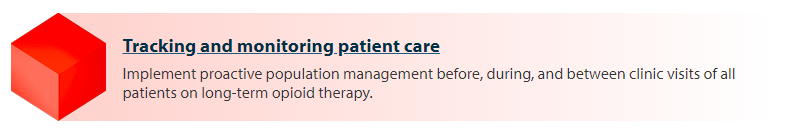 Tracking and monitoring patient care
Implement proactive population management before, during, and between clinic visits of all
patients on long-term opioid therapy.